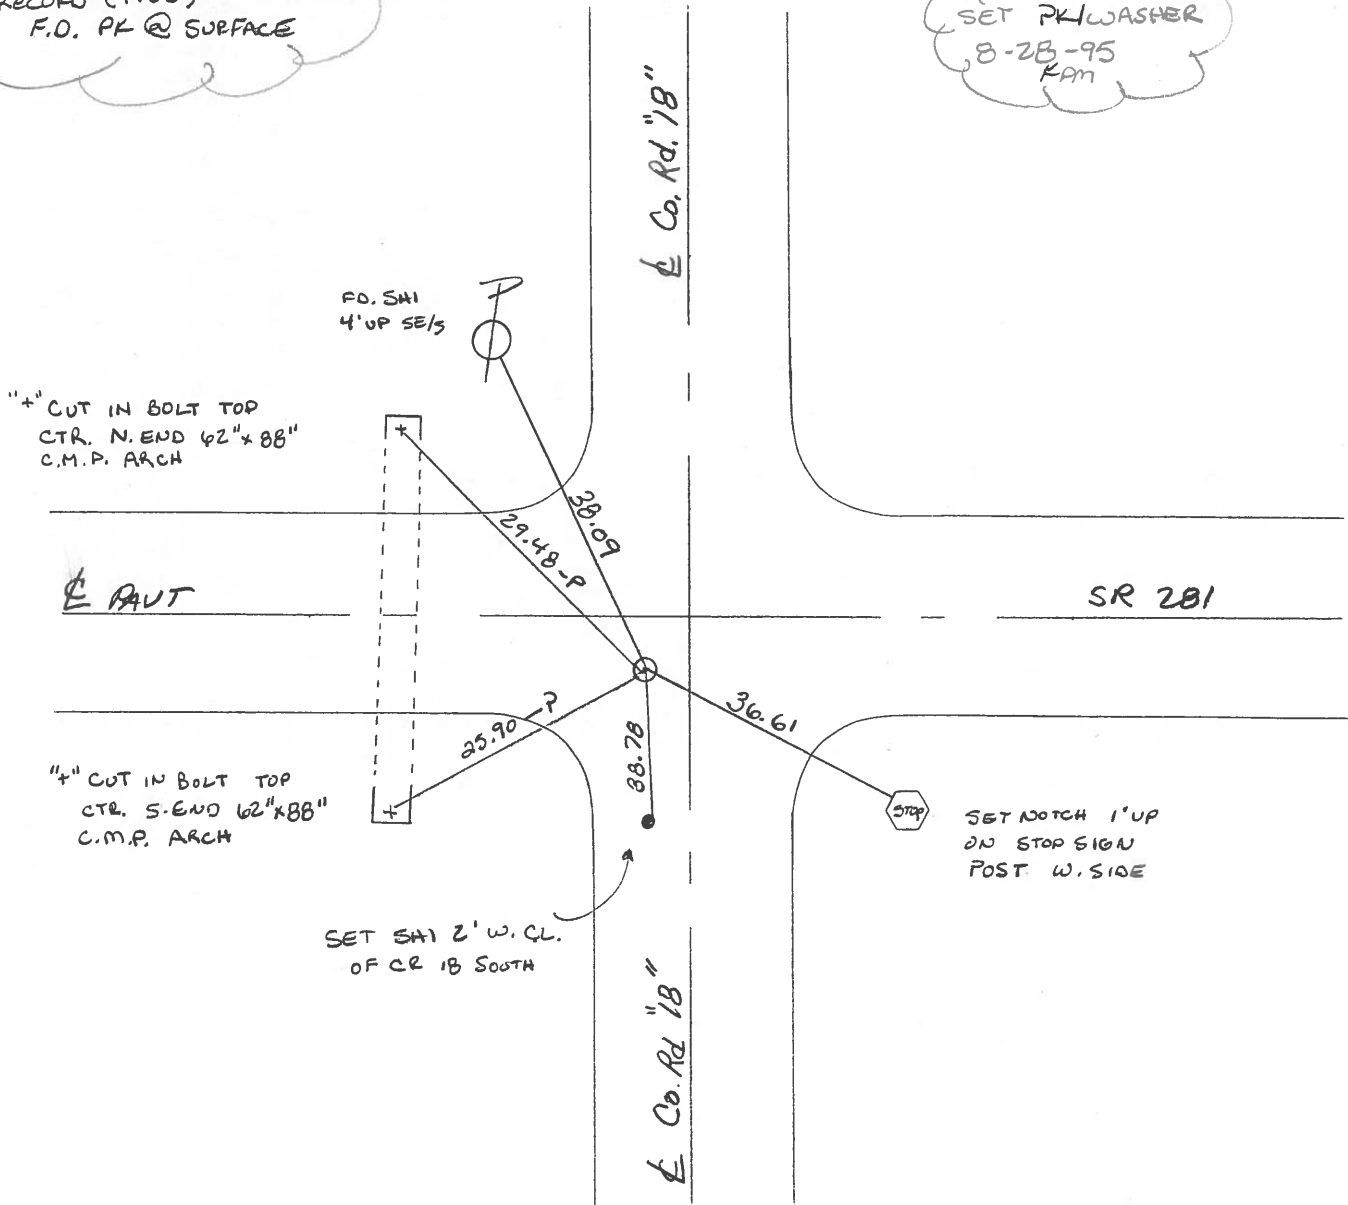 F.D. PK @ SURFACE
SET PK/WASHER
8-28-95
KAM
℄ Co. Rd. "18"
FD. SHI
4' UP SE/S
"+" CUT IN BOLT TOP
CTR. N. END 62" x 88"
C.M.P. ARCH
38.09
29.48-P
℄ PAVT
SR 281
25.90-P
38.78
36.61
"+" CUT IN BOLT TOP
CTR. S. END 62" x 88"
C.M.P. ARCH
STOP
SET NOTCH 1' UP
ON STOP SIGN
POST W. SIDE
SET SHI 2' W. CL.
OF CR 18 SOUTH
℄ Co. Rd "18"